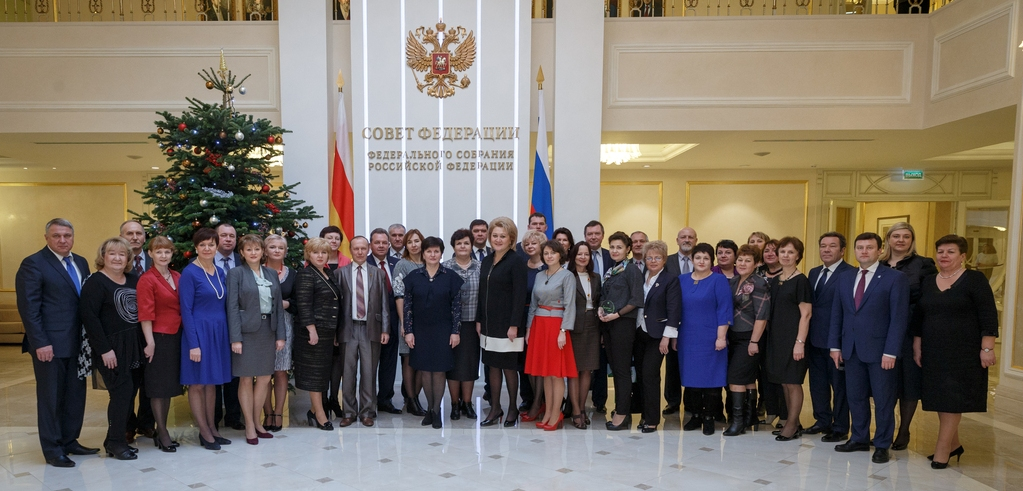 СОВЕТ ФЕДЕРАЦИИ
ФЕДЕРАЛЬНОГО СОБРАНИЯ
РОССИЙСКОЙ ФЕДЕРАЦИИ